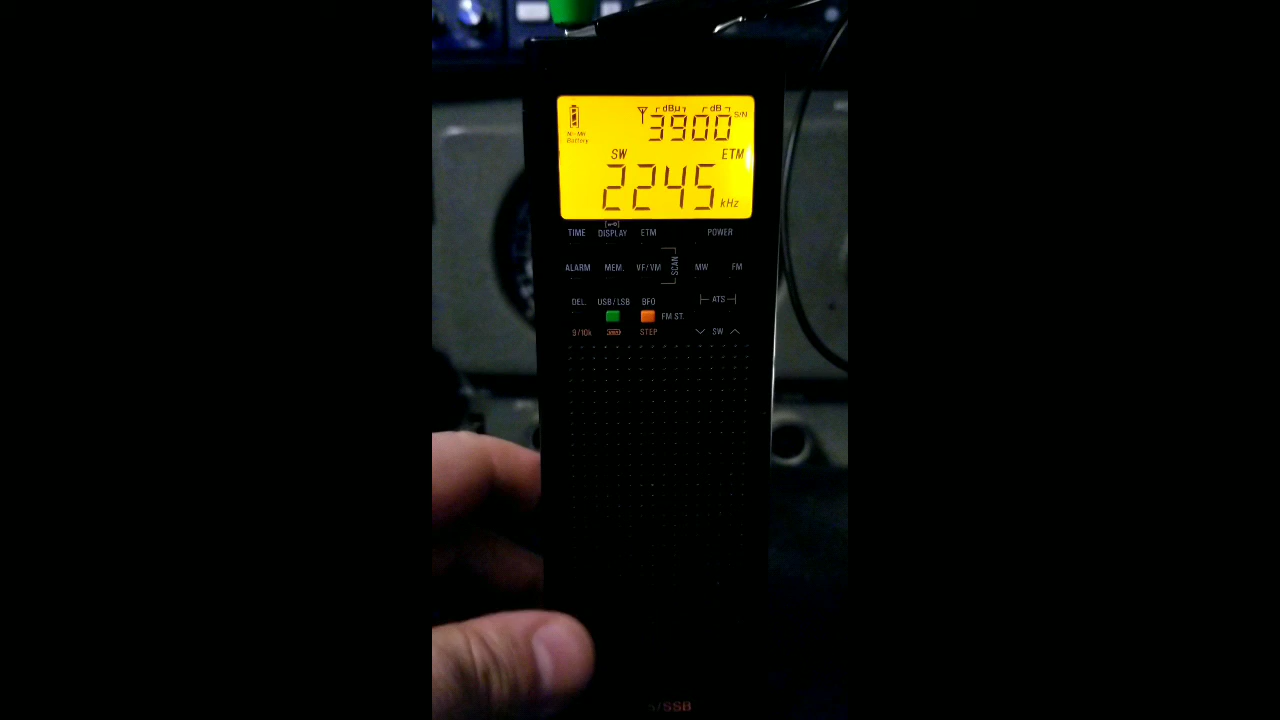 dBµ dB
Ni-MH
Battery
3900 S/N
SW ETM
2245 kHz
TIME DISPLAY ETM POWER
ALARM MEM. VF/VM SCAN MW FM
ATS
DEL. USB/LSB BFO
FM ST.
9/10k STEP SW
/SSB